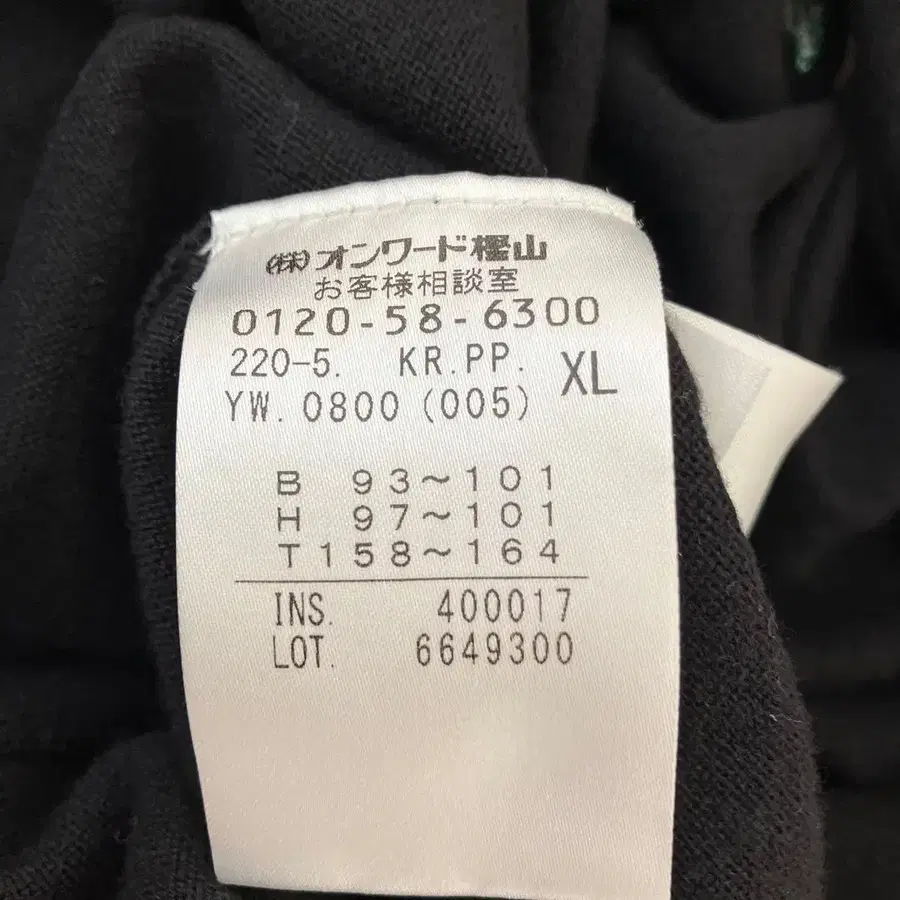 (株)オンワード樫山
お客様相談室
0120-58-6300
220-5. KR.PP. XL
YW. 0800 (005)
B 93~101
H 97~101
T158~164
INS. 400017
LOT. 6649300